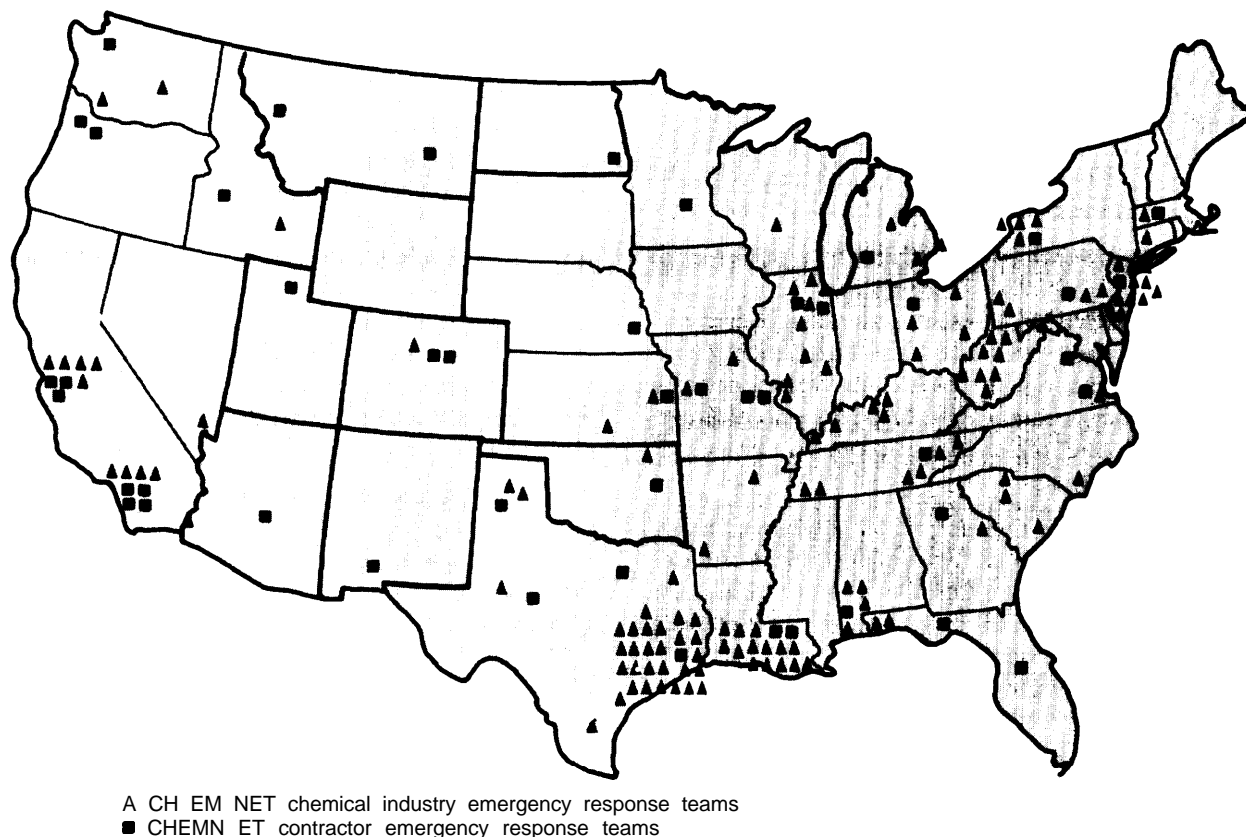 A CH EM NET chemical industry emergency response teams
■ CHEMN ET contractor emergency response teams